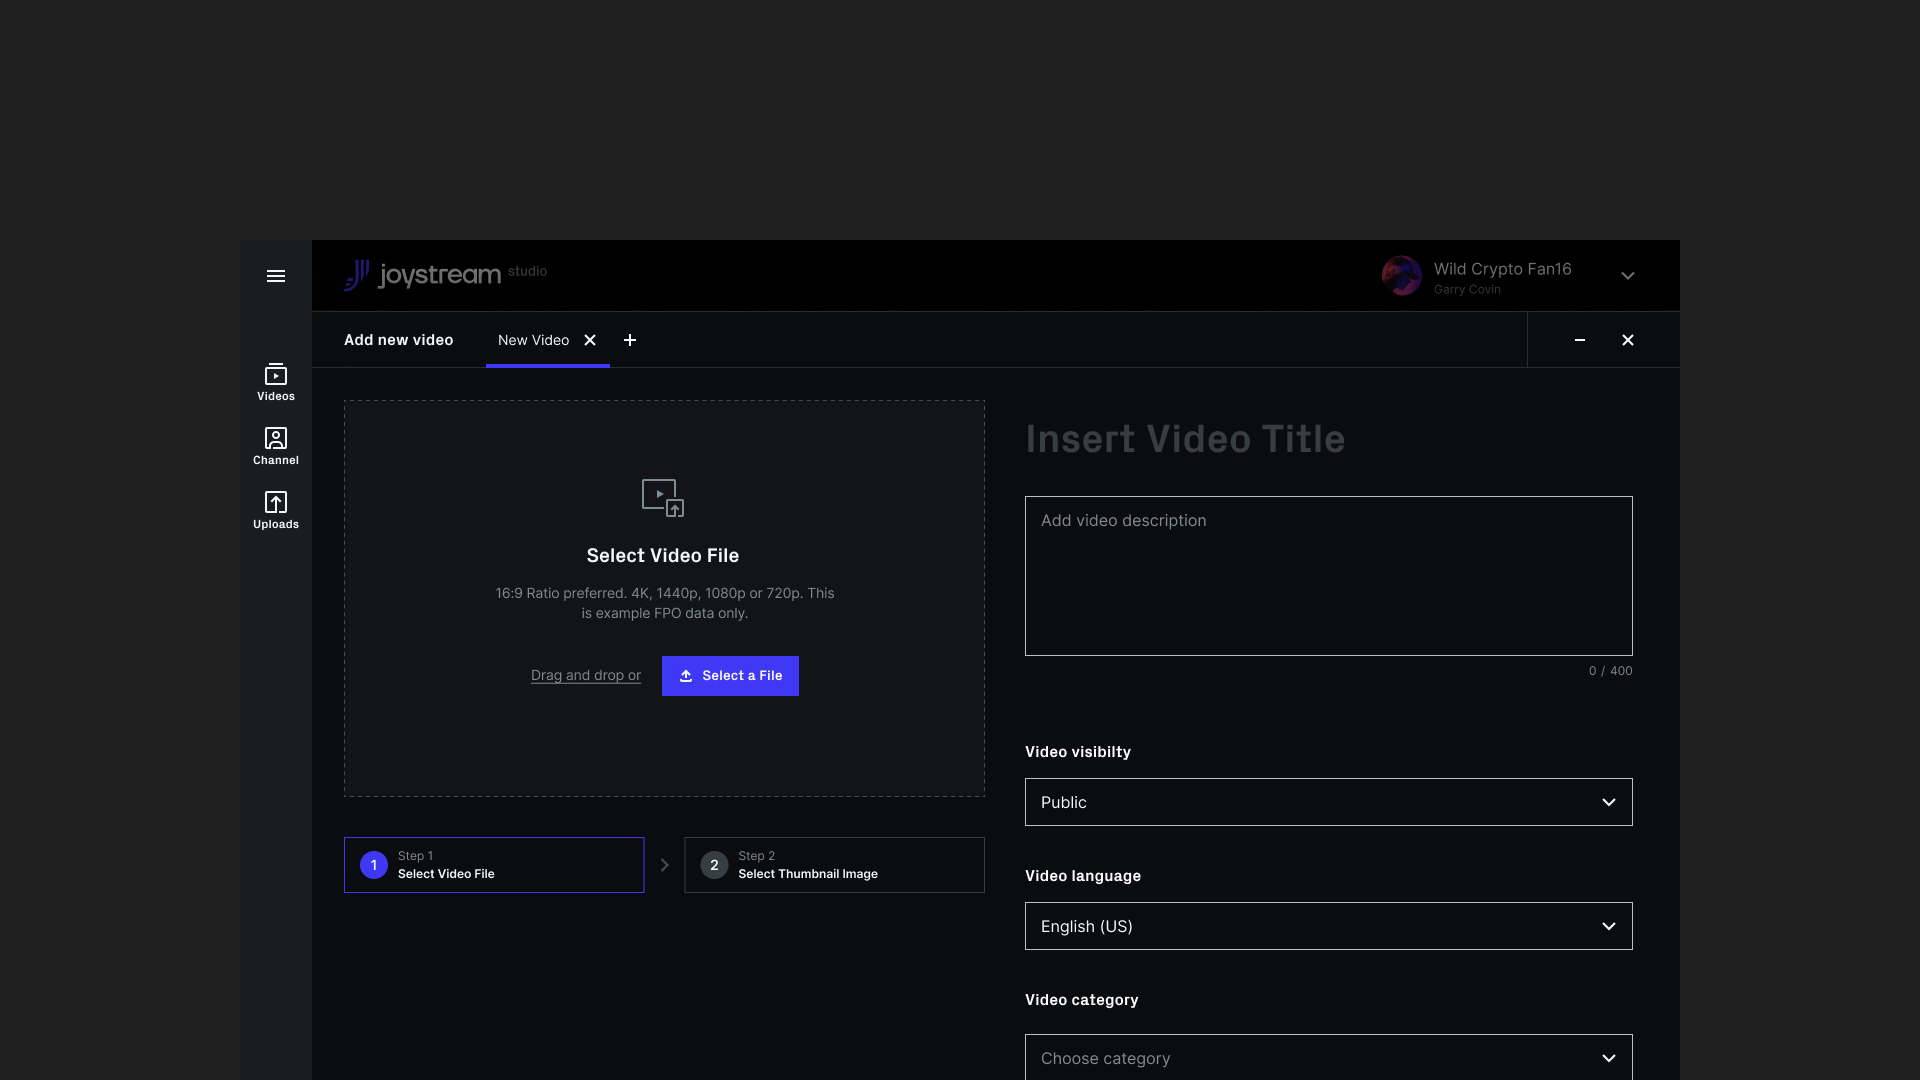 joystream studio
Wild Crypto Fan16
Garry Covin
Add new video
New Video
Videos
Channel
Uploads
Select Video File
16:9 Ratio preferred. 4K, 1440p, 1080p or 720p. This
is example FPO data only.
Drag and drop or
Select a File
1
Step 1
Select Video File
2
Step 2
Select Thumbnail Image
Insert Video Title
Add video description
0 / 400
Video visibilty
Public
Video language
English (US)
Video category
Choose category